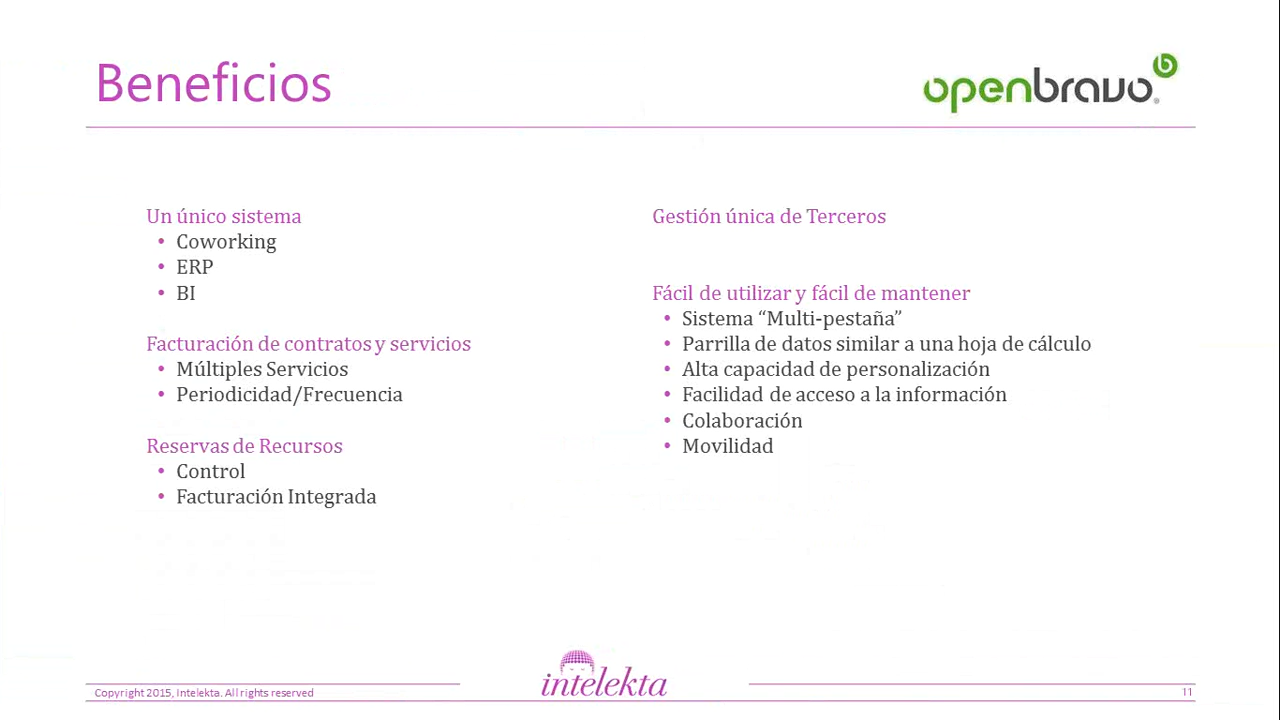 Beneficios
openbravo
Un único sistema
• Coworking
• ERP
• BI
Facturación de contratos y servicios
• Múltiples Servicios
• Periodicidad/Frecuencia
Reservas de Recursos
• Control
• Facturación Integrada
Gestión única de Terceros
Fácil de utilizar y fácil de mantener
• Sistema “Multi-pestaña”
• Parrilla de datos similar a una hoja de cálculo
• Alta capacidad de personalización
• Facilidad de acceso a la información
• Colaboración
• Movilidad
Copyright 2015, Intelekta. All rights reserved
intelekta
11